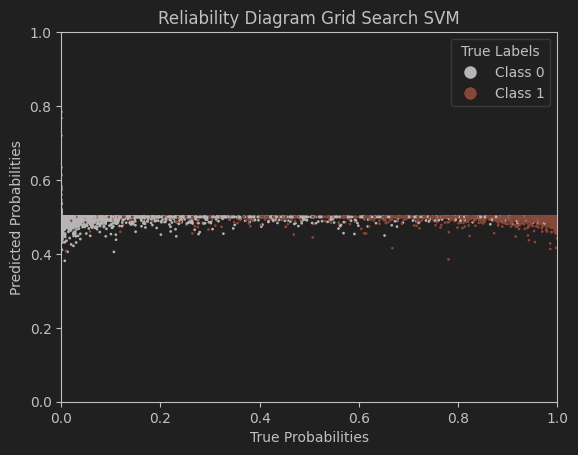 Reliability Diagram Grid Search SVM
True Labels
Class 0
Class 1
Predicted Probabilities
1.0
0.8
0.6
0.4
0.2
0.0
0.0 0.2 0.4 0.6 0.8 1.0
True Probabilities